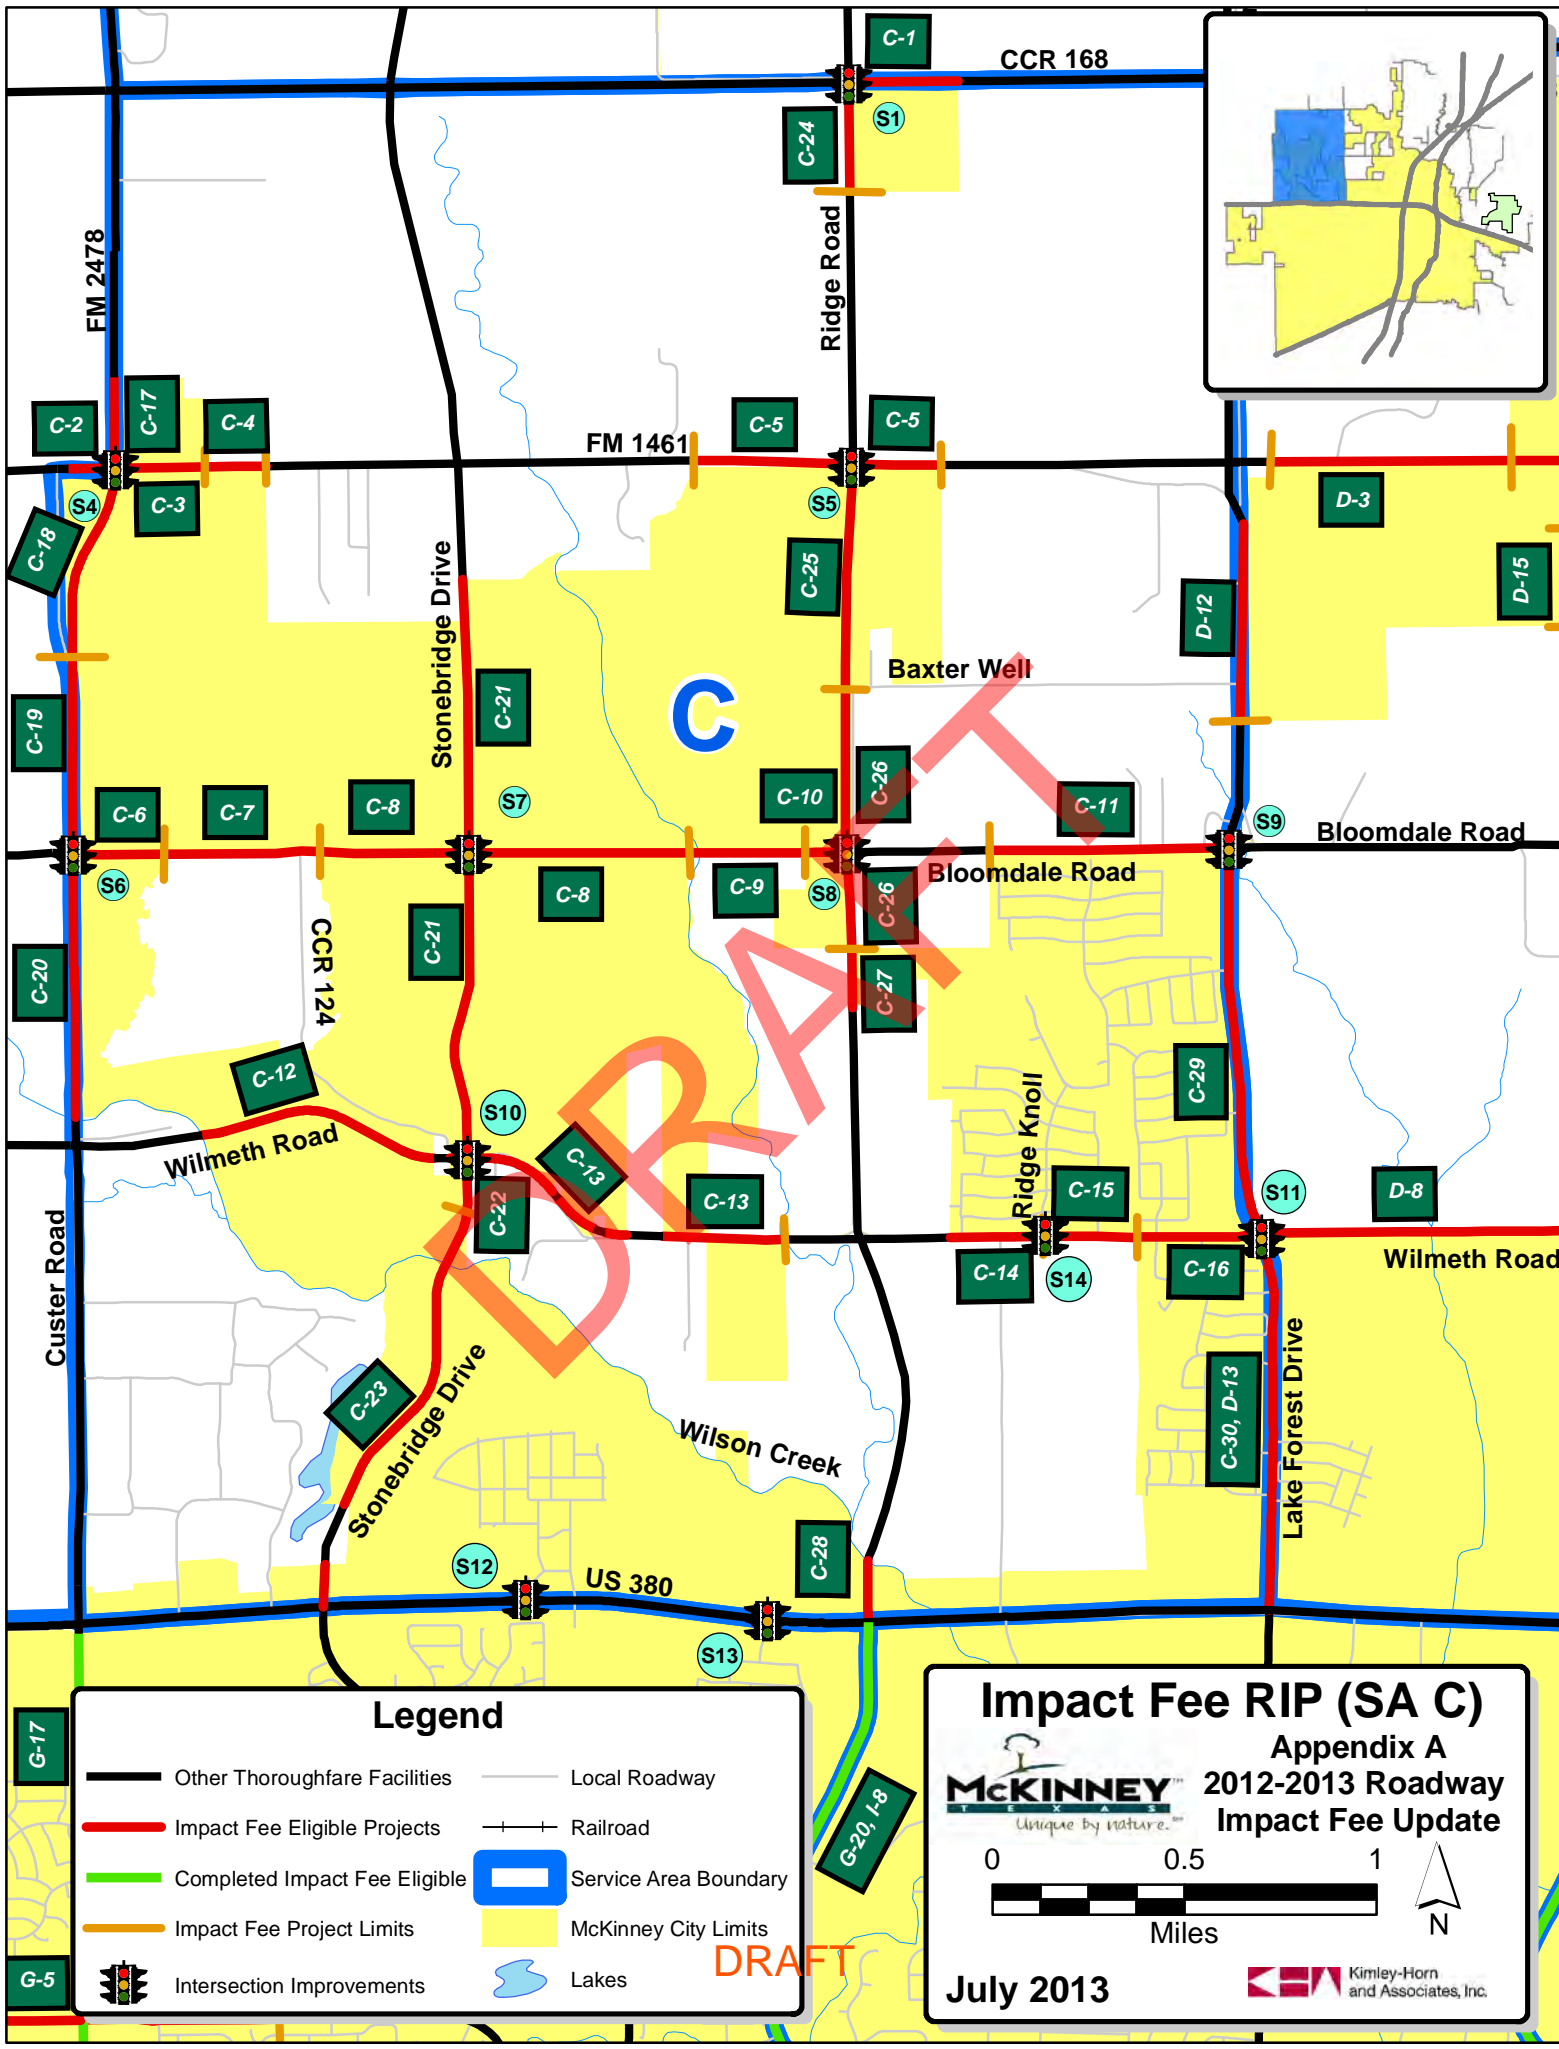 C-1
CCR 168
S1
C-24
Ridge Road
FM 2478
C-2
C-17
C-4
C-5
C-5
FM 1461
S4
C-3
S5
D-3
C-18
C-25
D-12
D-15
Stonebridge Drive
Baxter Well
C-19
C-21
C
C-6
C-7
C-8
S7
C-10
C-26
C-11
S9
Bloomdale Road
Bloomdale Road
S6
C-8
C-9
S8
C-26
C-20
CCR 124
C-21
C-27
DRAFT
C-12
S10
Ridge Knoll
C-29
Wilmeth Road
C-13
C-22
C-13
C-15
S11
D-8
Custer Road
C-14
S14
C-16
Wilmeth Road
C-23
Stonebridge Drive
Wilson Creek
C-30, D-13
Lake Forest Drive
S12
US 380
C-28
S13
G-17
G-20, I-8
G-5
Legend
Other Thoroughfare Facilities
Local Roadway
Impact Fee Eligible Projects
Railroad
Completed Impact Fee Eligible
Service Area Boundary
Impact Fee Project Limits
McKinney City Limits
Intersection Improvements
Lakes
DRAFT
Impact Fee RIP (SA C)
Appendix A
2012-2013 Roadway
Impact Fee Update
McKINNEY™
TEXAS
Unique by nature.℠
0 0.5 1
Miles
N
July 2013
Kimley-Horn
and Associates, Inc.